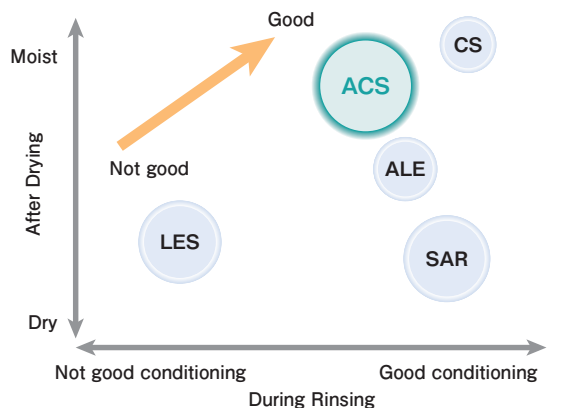 Good
Moist
CS
ACS
After Drying
Not good
ALE
LES
SAR
Dry
Not good conditioning
Good conditioning
During Rinsing